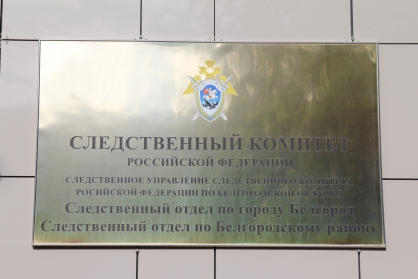 СЛЕДСТВЕННЫЙ КОМИТЕТ
РОССИЙСКОЙ ФЕДЕРАЦИИ
СЛЕДСТВЕННОЕ УПРАВЛЕНИЕ СЛЕДСТВЕННОГО КОМИТЕТА
РОСИЙСКОЙ ФЕДЕРАЦИИ ПО БЕЛГОРОДСКОЙ ОБЛАСТИ
Следственный отдел по городу Белгород
Следственный отдел по Белгородскому району